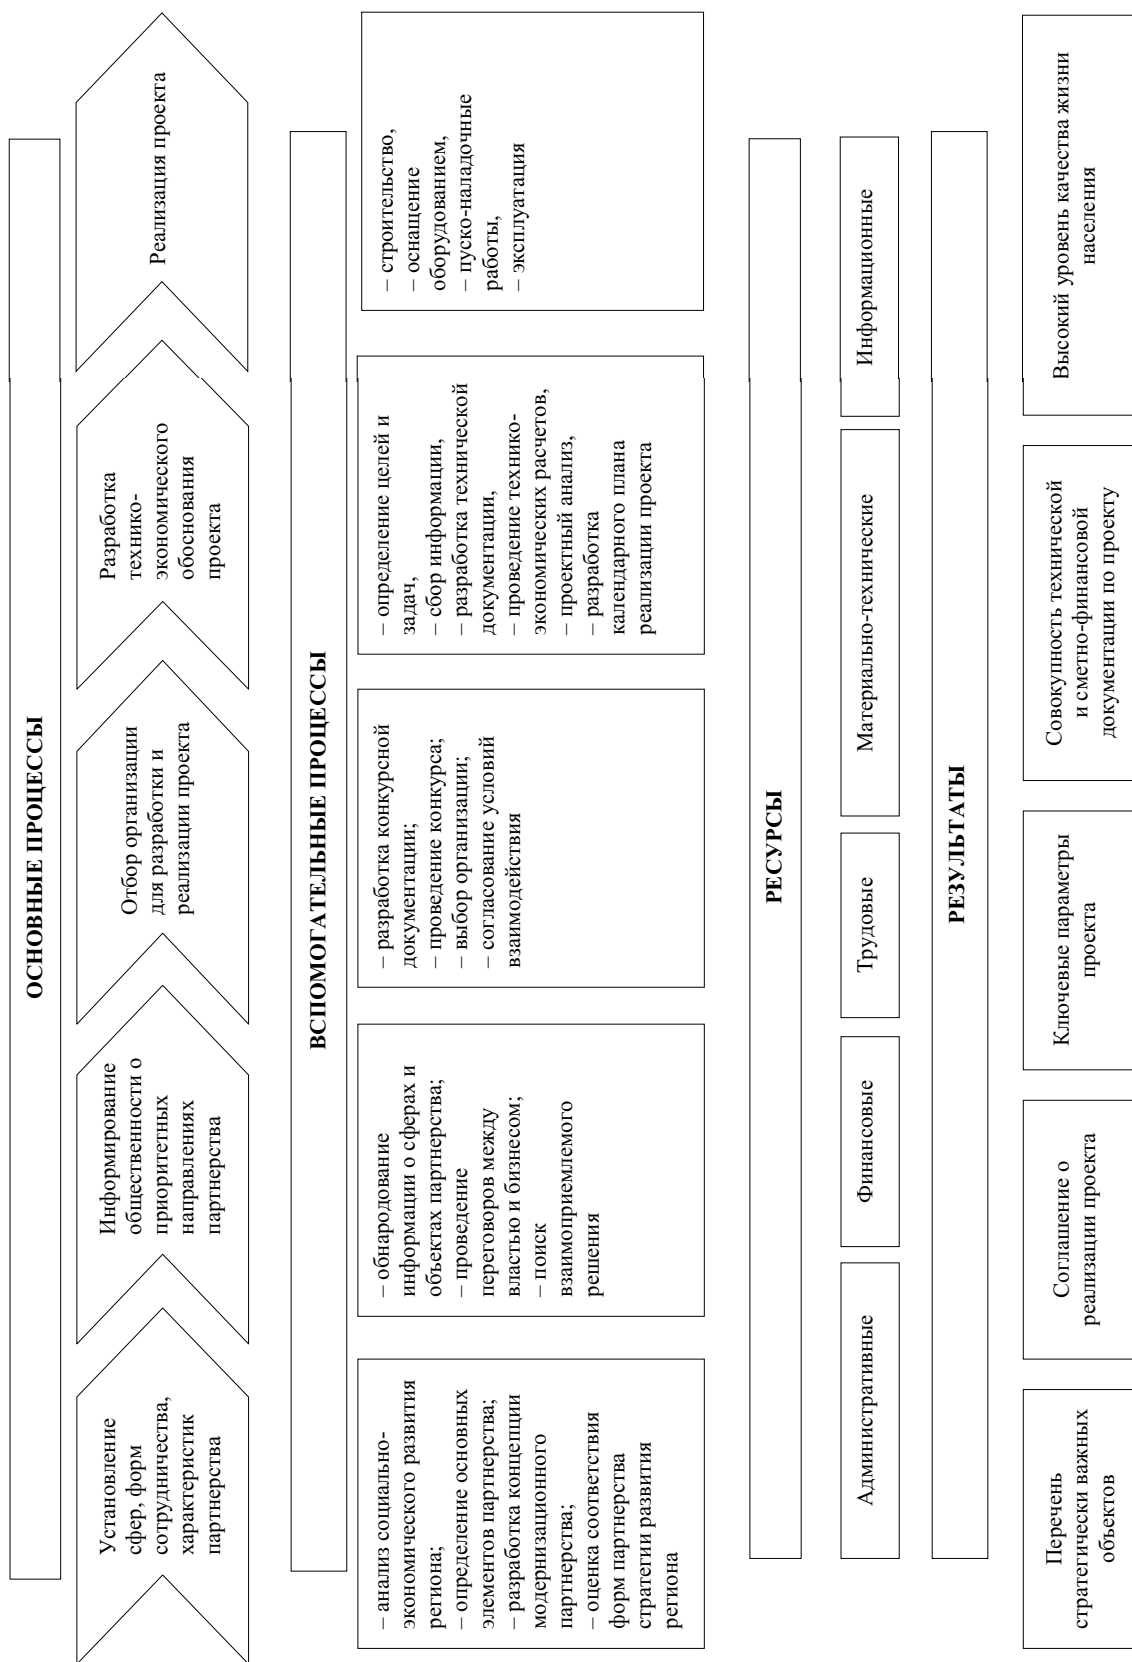 ОСНОВНЫЕ ПРОЦЕССЫ
Установление
сфер, форм
сотрудничества,
характеристик
партнерства
Информирование
общественности о
приоритетных
направлениях
партнерства
Отбор организации
для разработки и
реализации проекта
Разработка
технико-
экономического
обоснования
проекта
Реализация проекта
ВСПОМОГАТЕЛЬНЫЕ ПРОЦЕССЫ
– анализ социально-
экономического развития
региона;
– определение основных
элементов партнерства;
– разработка концепции
модернизационного
партнерства;
– оценка соответствия
форм партнерства
стратегии развития
региона
– обнародование
информации о сферах и
объектах партнерства;
– проведение
переговоров между
властью и бизнесом;
– поиск
взаимоприемлемого
решения
– разработка конкурсной
документации;
– проведение конкурса;
– выбор организации;
– согласование условий
взаимодействия
– определение целей и
задач,
– сбор информации,
– разработка технической
документации,
– проведение технико-
экономических расчетов,
– проектный анализ,
– разработка
календарного плана
реализации проекта
– строительство,
– оснащение
оборудованием,
– пуско-наладочные
работы,
– эксплуатация
РЕСУРСЫ
Административные
Финансовые
Трудовые
Материально-технические
Информационные
РЕЗУЛЬТАТЫ
Перечень
стратегически важных
объектов
Соглашение о
реализации проекта
Ключевые параметры
проекта
Совокупность технической
и сметно-финансовой
документации по проекту
Высокий уровень качества жизни
населения